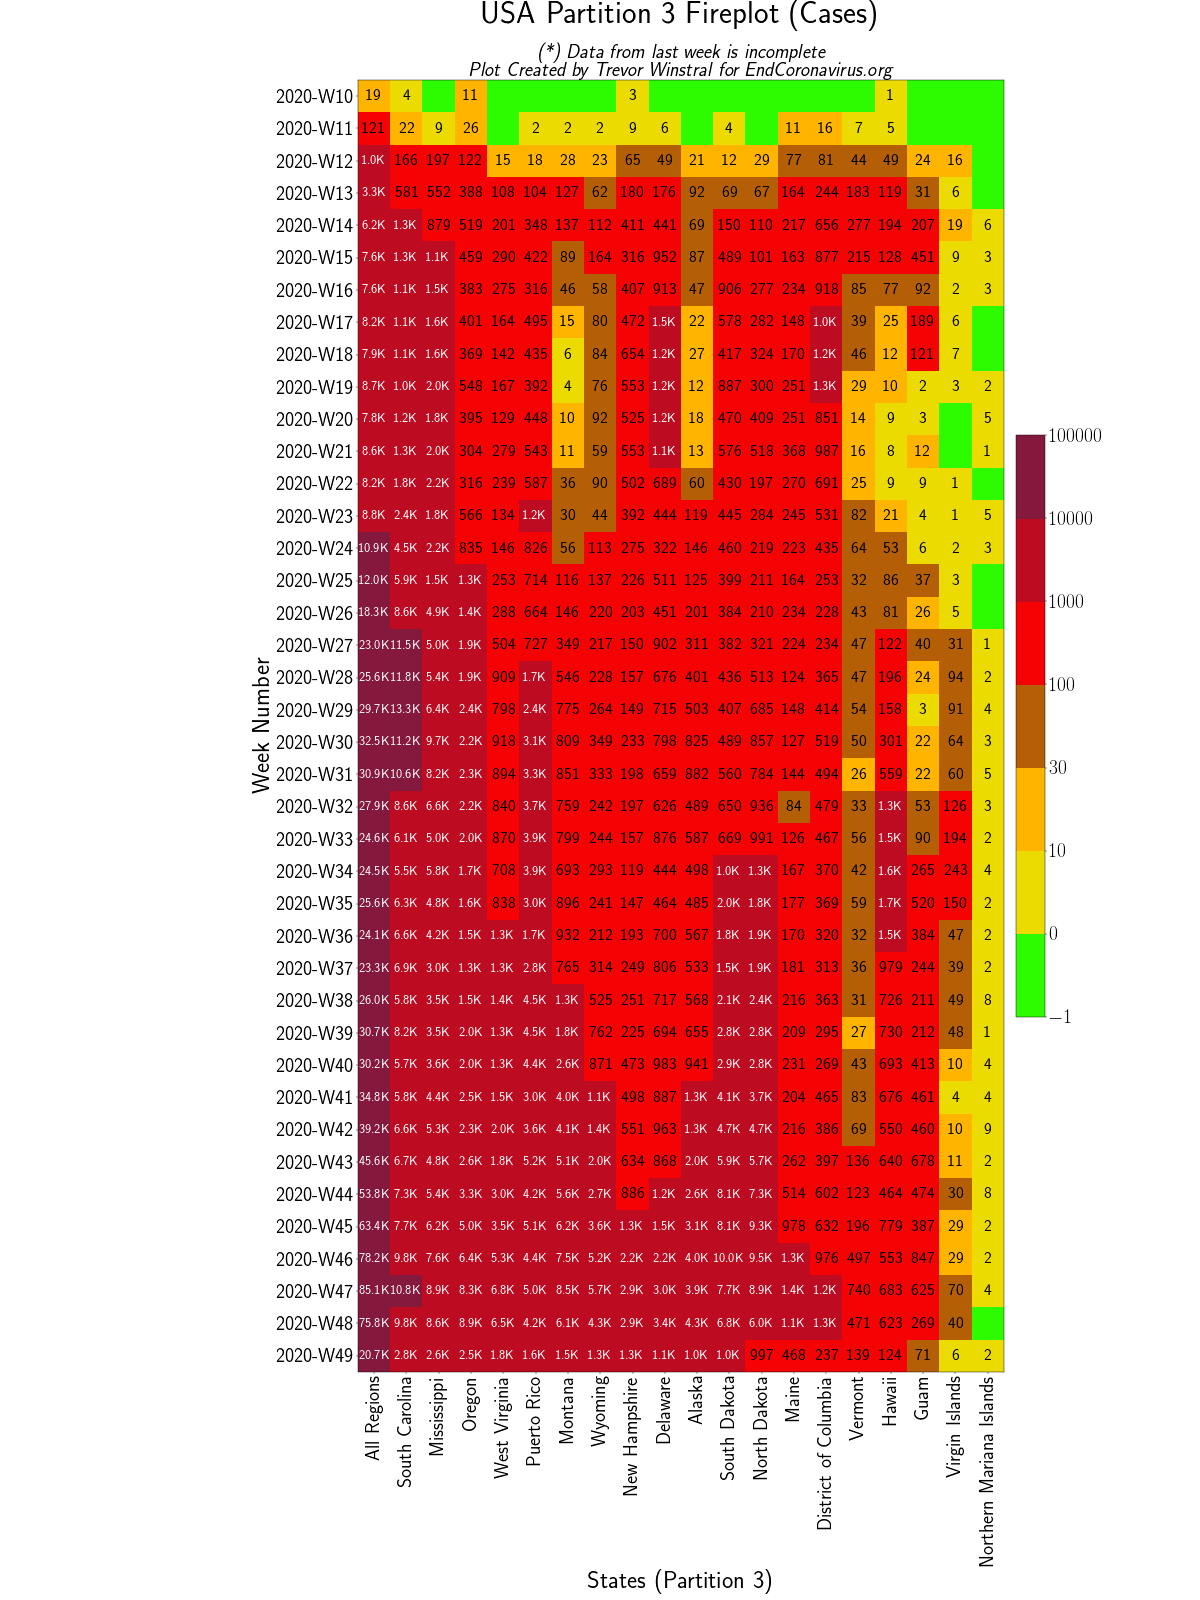 USA Partition 3 Fireplot (Cases)
(*) Data from last week is incomplete
Plot Created by Trevor Winstral for EndCoronavirus.org
2020-W10 19 4 11 3 1
2020-W11 121 22 9 26 2 2 2 9 6 4 11 16 7 5
2020-W12 1.0K 166 197 122 15 18 28 23 65 49 21 12 29 77 81 44 49 24 16
2020-W13 3.3K 581 552 388 108 104 127 62 180 176 92 69 67 164 244 183 119 31 6
2020-W14 6.2K 1.3K 879 519 201 348 137 112 411 441 69 150 110 217 656 277 194 207 19 6
2020-W15 7.6K 1.3K 1.1K 459 290 422 89 164 316 952 87 489 101 163 877 215 128 451 9 3
2020-W16 7.6K 1.1K 1.5K 383 275 316 46 58 407 913 47 906 277 234 918 85 77 92 2 3
2020-W17 8.2K 1.1K 1.6K 401 164 495 15 80 472 1.5K 22 578 282 148 1.0K 39 25 189 6
2020-W18 7.9K 1.1K 1.6K 369 142 435 6 84 654 1.2K 27 417 324 170 1.2K 46 12 121 7
2020-W19 8.7K 1.0K 2.0K 548 167 392 4 76 553 1.2K 12 887 300 251 1.3K 29 10 2 3 2
2020-W20 7.8K 1.2K 1.8K 395 129 448 10 92 525 1.2K 18 470 409 251 851 14 9 3 5
2020-W21 8.6K 1.3K 2.0K 304 279 543 11 59 553 1.1K 13 576 518 368 987 16 8 12 1
2020-W22 8.2K 1.8K 2.2K 316 239 587 36 90 502 689 60 430 197 270 691 25 9 9 1
2020-W23 8.8K 2.4K 1.8K 566 134 1.2K 30 44 392 444 119 445 284 245 531 82 21 4 1 5
2020-W24 10.9K 4.5K 2.2K 835 146 826 56 113 275 322 146 460 219 223 435 64 53 6 2 3
2020-W25 12.0K 5.9K 1.5K 1.3K 253 714 116 137 226 511 125 399 211 164 253 32 86 37 3
2020-W26 18.3K 8.6K 4.9K 1.4K 288 664 146 220 203 451 201 384 210 234 228 43 81 26 5
2020-W27 23.0K 11.5K 5.0K 1.9K 504 727 349 217 150 902 311 382 321 224 234 47 122 40 31 1
2020-W28 25.6K 11.8K 5.4K 1.9K 909 1.7K 546 228 157 676 401 436 513 124 365 47 196 24 94 2
2020-W29 29.7K 13.3K 6.4K 2.4K 798 2.4K 775 264 149 715 503 407 685 148 414 54 158 3 91 4
2020-W30 32.5K 11.2K 9.7K 2.2K 918 3.1K 809 349 233 798 825 489 857 127 519 50 301 22 64 3
2020-W31 30.9K 10.6K 8.2K 2.3K 894 3.3K 851 333 198 659 882 560 784 144 494 26 559 22 60 5
2020-W32 27.9K 8.6K 6.6K 2.2K 840 3.7K 759 242 197 626 489 650 936 84 479 33 1.3K 53 126 3
2020-W33 24.6K 6.1K 5.0K 2.0K 870 3.9K 799 244 157 876 587 669 991 126 467 56 1.5K 90 194 2
2020-W34 24.5K 5.5K 5.8K 1.7K 708 3.9K 693 293 119 444 498 1.0K 1.3K 167 370 42 1.6K 265 243 4
2020-W35 25.6K 6.3K 4.8K 1.6K 838 3.0K 896 241 147 464 485 2.0K 1.8K 177 369 59 1.7K 520 150 2
2020-W36 24.1K 6.6K 4.2K 1.5K 1.3K 1.7K 932 212 193 700 567 1.8K 1.9K 170 320 32 1.5K 384 47 2
2020-W37 23.3K 6.9K 3.0K 1.3K 1.3K 2.8K 765 314 249 806 533 1.5K 1.9K 181 313 36 979 244 39 2
2020-W38 26.0K 5.8K 3.5K 1.5K 1.4K 4.5K 1.3K 525 251 717 568 2.1K 2.4K 216 363 31 726 211 49 8
2020-W39 30.7K 8.2K 3.5K 2.0K 1.3K 4.5K 1.8K 762 225 694 655 2.8K 2.8K 209 295 27 730 212 48 1
2020-W40 30.2K 5.7K 3.6K 2.0K 1.3K 4.4K 2.6K 871 473 983 941 2.9K 2.8K 231 269 43 693 413 10 4
2020-W41 34.8K 5.8K 4.4K 2.5K 1.5K 3.0K 4.0K 1.1K 498 887 1.3K 4.1K 3.7K 204 465 83 676 461 4 4
2020-W42 39.2K 6.6K 5.3K 2.3K 2.0K 3.6K 4.1K 1.4K 551 963 1.3K 4.7K 4.7K 216 386 69 550 460 10 9
2020-W43 45.6K 6.7K 4.8K 2.6K 1.8K 5.2K 5.1K 2.0K 634 868 2.0K 5.9K 5.7K 262 397 136 640 678 11 2
2020-W44 53.8K 7.3K 5.4K 3.3K 3.0K 4.2K 5.6K 2.7K 886 1.2K 2.6K 8.1K 7.3K 514 602 123 464 474 30 8
2020-W45 63.4K 7.7K 6.2K 5.0K 3.5K 5.1K 6.2K 3.6K 1.3K 1.5K 3.1K 8.1K 9.3K 978 632 196 779 387 29 2
2020-W46 78.2K 9.8K 7.6K 6.4K 5.3K 4.4K 7.5K 5.2K 2.2K 2.2K 4.0K 10.0K 9.5K 1.3K 976 497 553 847 29 2
2020-W47 85.1K 10.8K 8.9K 8.3K 6.8K 5.0K 8.5K 5.7K 2.9K 3.0K 3.9K 7.7K 8.9K 1.4K 1.2K 740 683 625 70 4
2020-W48 75.8K 9.8K 8.6K 8.9K 6.5K 4.2K 6.1K 4.3K 2.9K 3.4K 4.3K 6.8K 6.0K 1.1K 1.3K 471 623 269 40
2020-W49 20.7K 2.8K 2.6K 2.5K 1.8K 1.6K 1.5K 1.3K 1.3K 1.1K 1.0K 1.0K 997 468 237 139 124 71 6 2
Week Number
All Regions
South Carolina
Mississippi
Oregon
West Virginia
Puerto Rico
Montana
Wyoming
New Hampshire
Delaware
Alaska
South Dakota
North Dakota
Maine
District of Columbia
Vermont
Hawaii
Guam
Virgin Islands
Northern Mariana Islands
States (Partition 3)
100000
10000
1000
100
30
10
0
−1